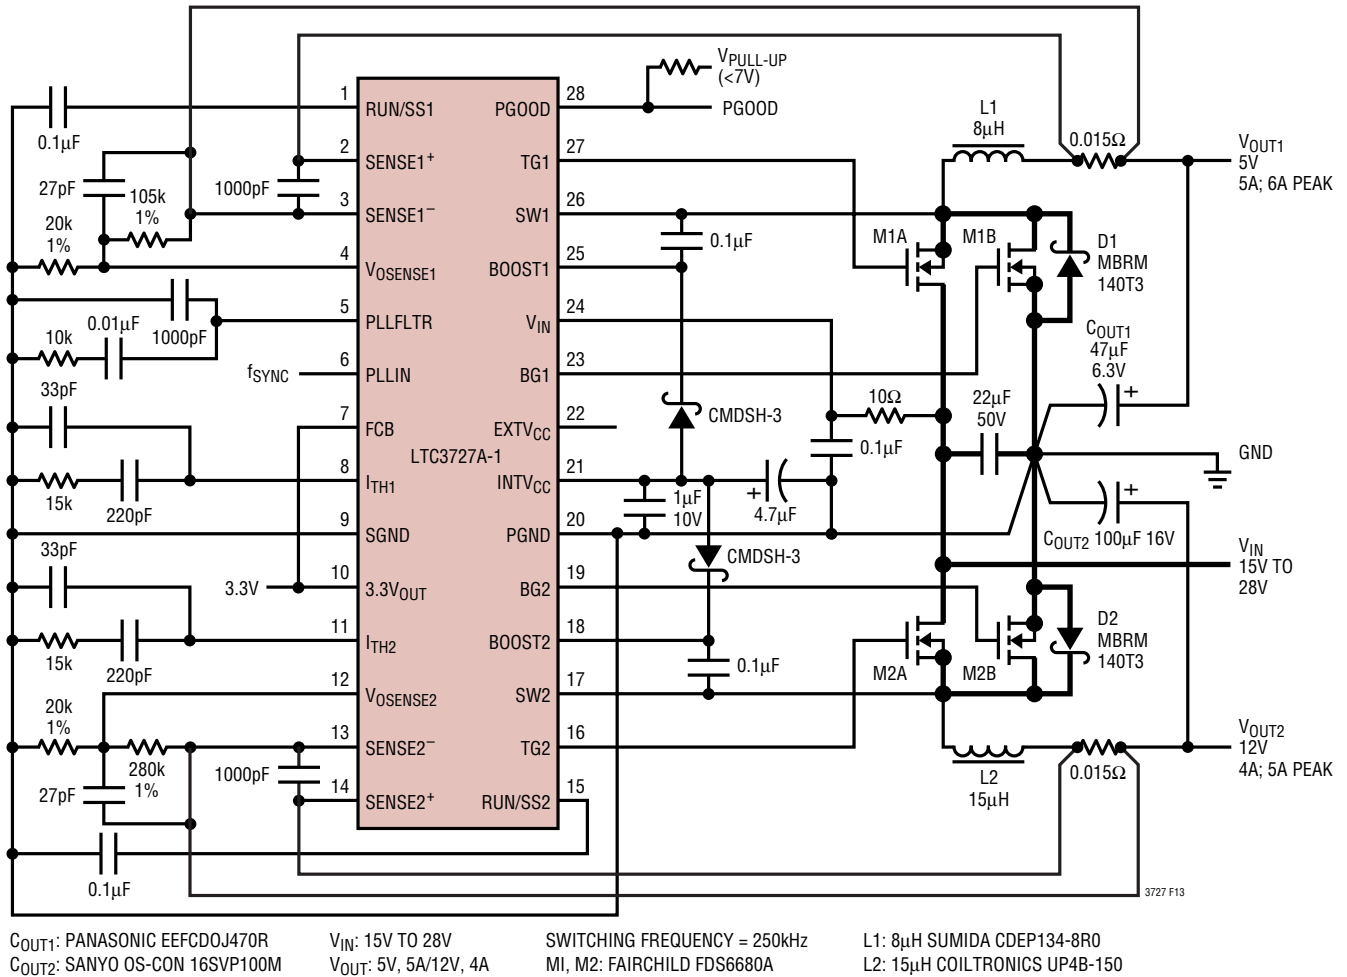 0.1µF
27pF
105k
1%
20k
1%
1000pF
0.01µF
1000pF
10k
fSYNC
33pF
15k
220pF
33pF
3.3V
15k
220pF
20k
1%
280k
1%
27pF
1000pF
0.1µF
1
RUN/SS1
2
SENSE1+
3
SENSE1–
4
VOSENSE1
5
PLLFLTR
6
PLLIN
7
FCB
LTC3727A-1
8
ITH1
9
SGND
10
3.3VOUT
11
ITH2
12
VOSENSE2
13
SENSE2–
14
SENSE2+
PGOOD
28
TG1
27
SW1
26
BOOST1
25
VIN
24
BG1
23
EXTVCC
22
INTVCC
21
PGND
20
BG2
19
BOOST2
18
SW2
17
TG2
16
RUN/SS2
15
VPULL-UP
(<7V)
PGOOD
L1
8µH
0.015Ω
VOUT1
5V
5A; 6A PEAK
0.1µF
M1A
M1B
D1
MBRM
140T3
COUT1
47µF
6.3V
+
CMDSH-3
10Ω
22µF
50V
0.1µF
GND
1µF
10V
+
4.7µF
+
COUT2 100µF 16V
CMDSH-3
VIN
15V TO
28V
D2
MBRM
140T3
M2A
M2B
0.1µF
VOUT2
12V
4A; 5A PEAK
L2
15µH
0.015Ω
3727 F13
COUT1: PANASONIC EEFCDOJ470R
COUT2: SANYO OS-CON 16SVP100M
VIN: 15V TO 28V
VOUT: 5V, 5A/12V, 4A
SWITCHING FREQUENCY = 250kHz
MI, M2: FAIRCHILD FDS6680A
L1: 8µH SUMIDA CDEP134-8R0
L2: 15µH COILTRONICS UP4B-150